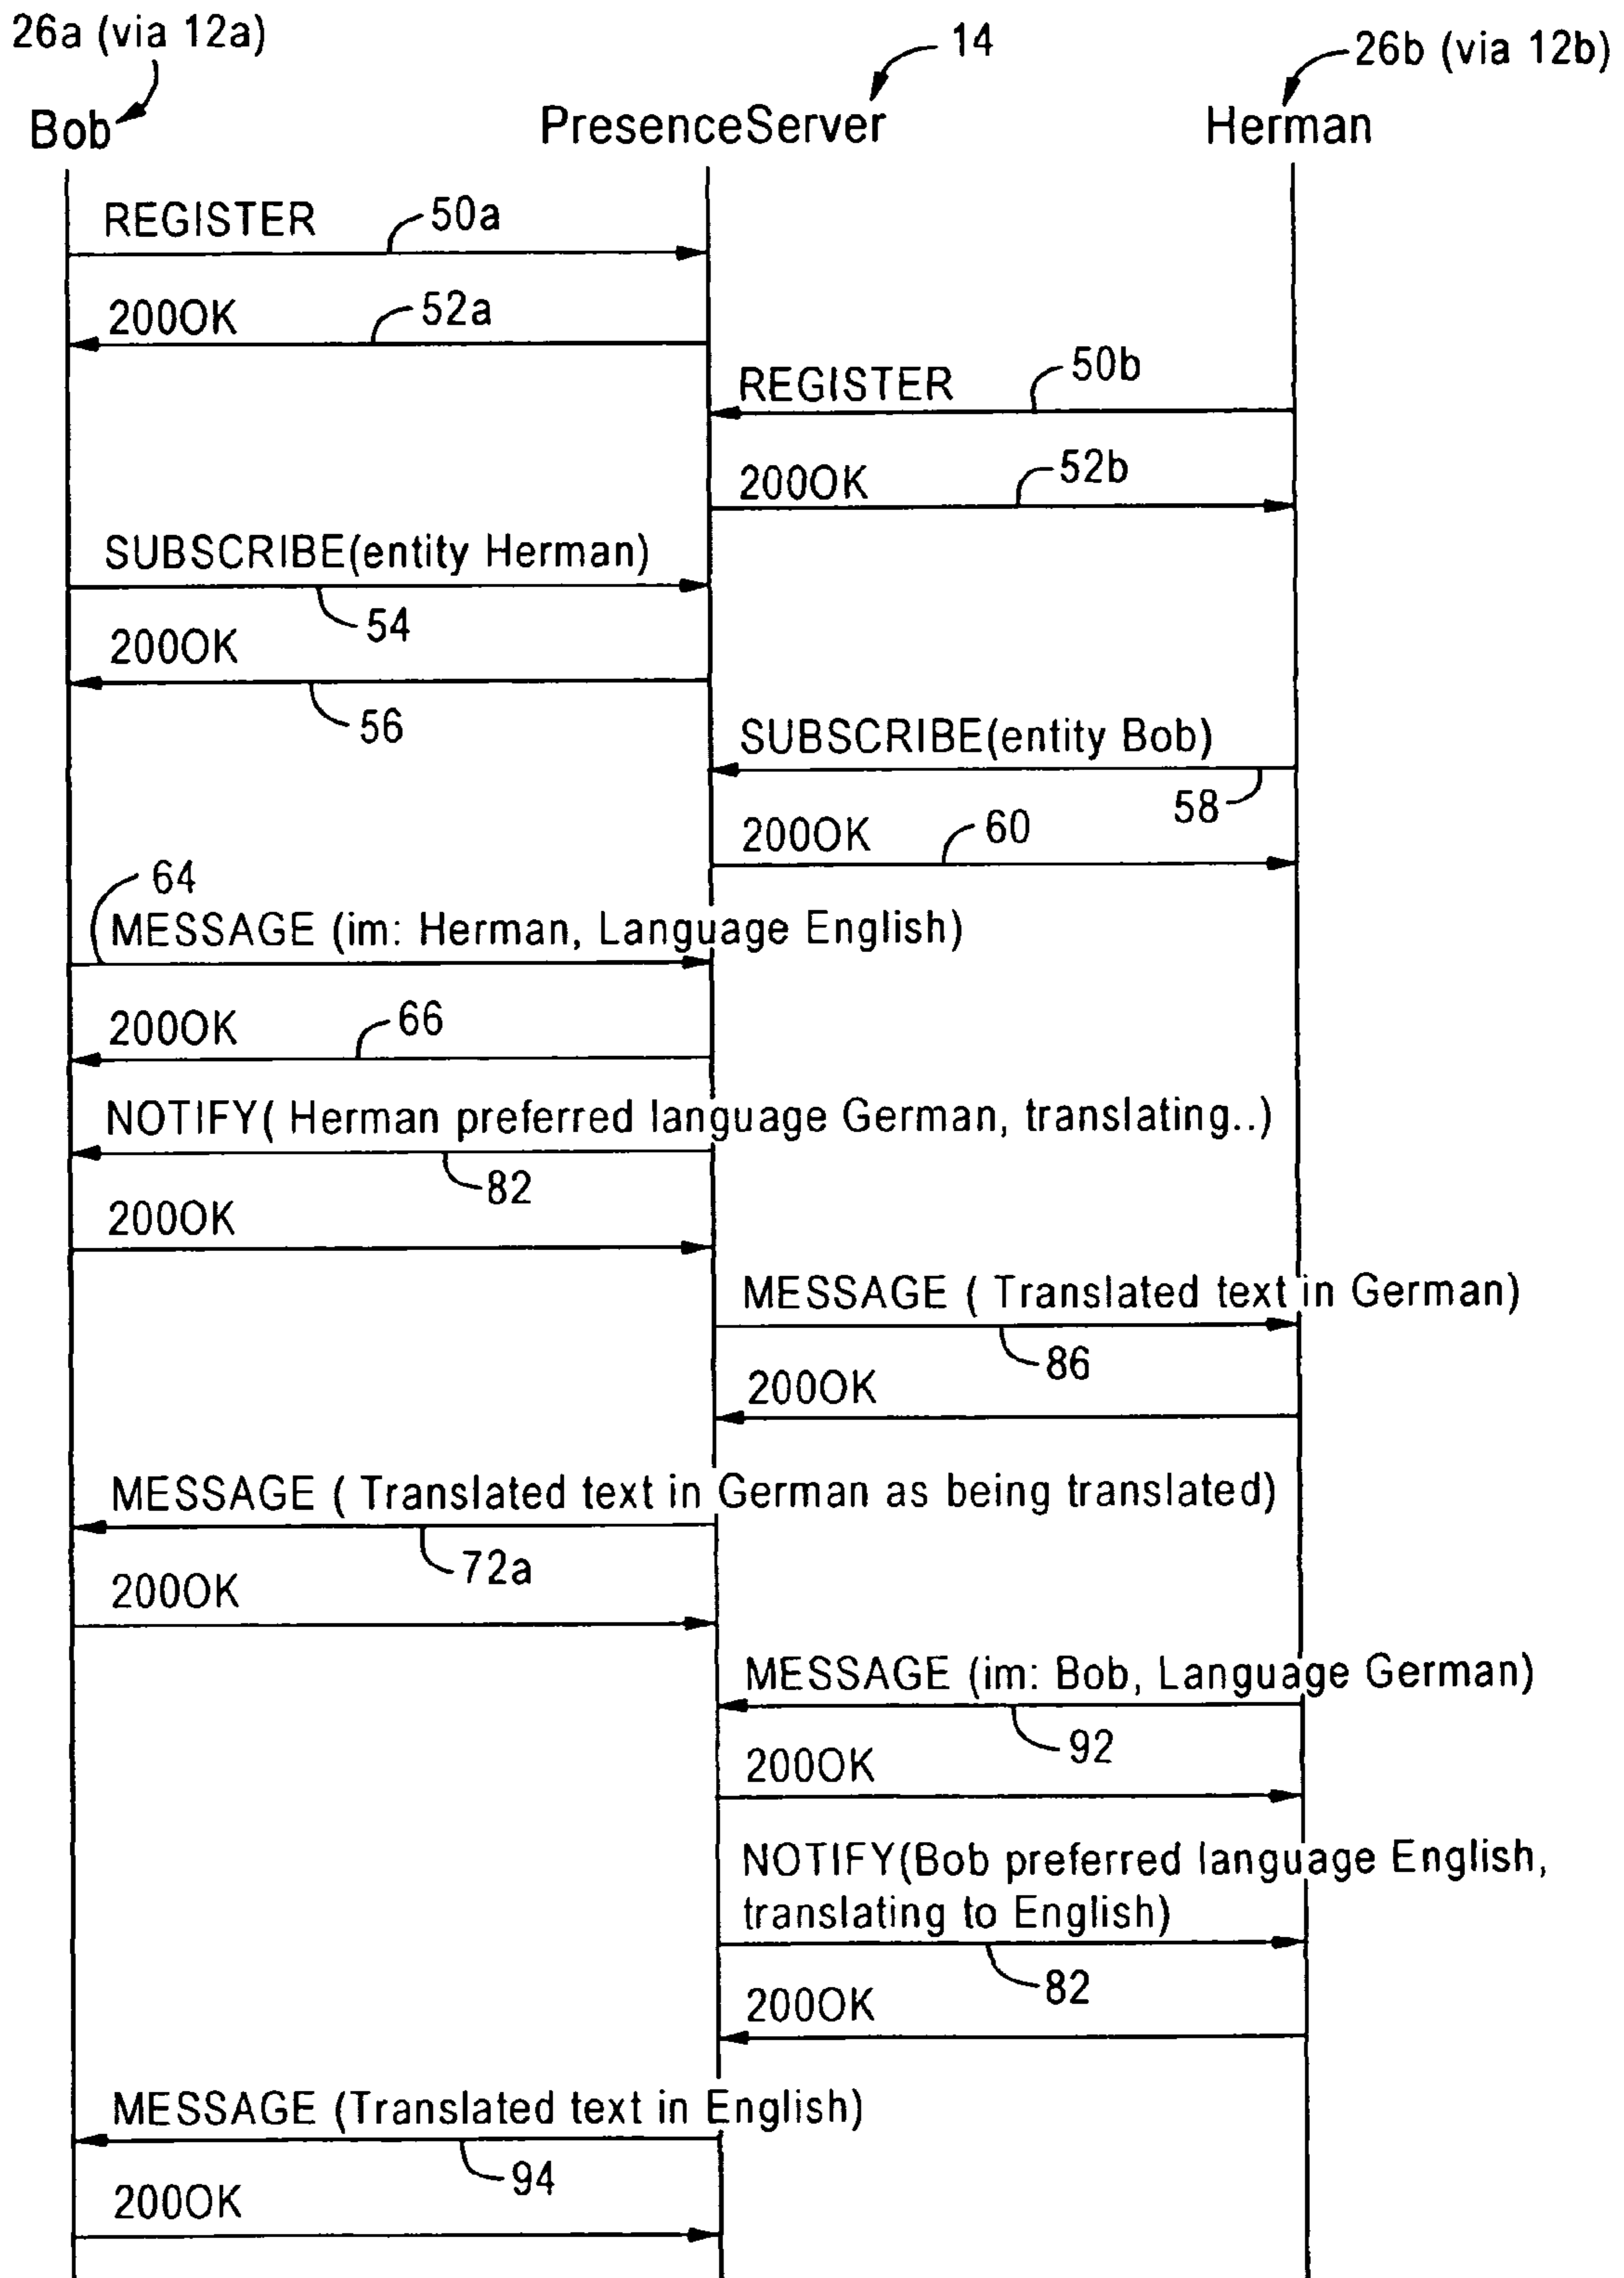 26a (via 12a)
14
26b (via 12b)
Bob
PresenceServer
Herman
REGISTER
50a
200OK
52a
REGISTER
50b
200OK
52b
SUBSCRIBE(entity Herman)
54
200OK
56
SUBSCRIBE(entity Bob)
58
200OK
60
64
MESSAGE (im: Herman, Language English)
200OK
66
NOTIFY( Herman preferred language German, translating..)
82
200OK
MESSAGE ( Translated text in German)
86
200OK
MESSAGE ( Translated text in German as being translated)
72a
200OK
MESSAGE (im: Bob, Language German)
92
200OK
NOTIFY(Bob preferred language English,
translating to English)
82
200OK
MESSAGE (Translated text in English)
94
200OK